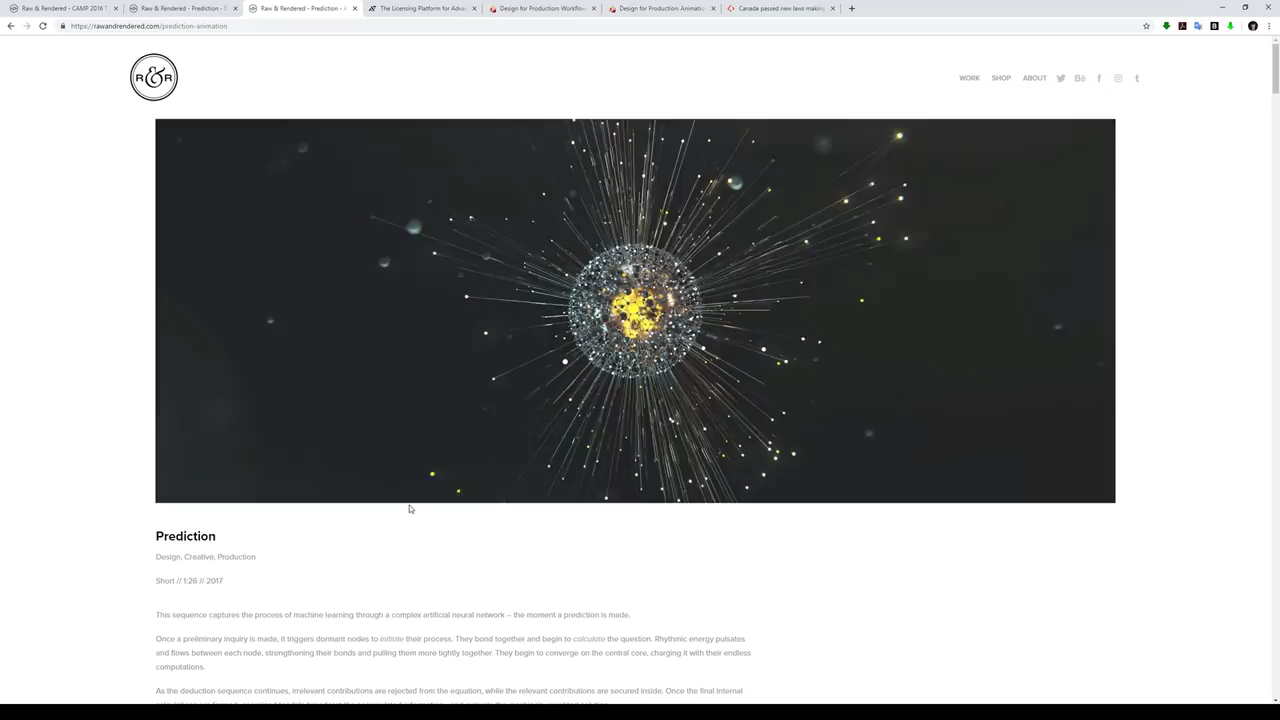 Raw & Rendered - CAMP 2016 T
Raw & Rendered - Prediction - D
Raw & Rendered - Prediction - A
The Licensing Platform for Adva
Design for Production: Workflow
Design for Production: Animatio
Canada passed new laws making
https://rawandrendered.com/prediction-animation
R&R
WORK SHOP ABOUT
Prediction
Design, Creative, Production
Short // 1:26 // 2017
This sequence captures the process of machine learning through a complex artificial neural network – the moment a prediction is made.
Once a preliminary inquiry is made, it triggers dormant nodes to initiate their process. They bond together and begin to calculate the question. Rhythmic energy pulsates
and flows between each node, strengthening their bonds and pulling them more tightly together. They begin to converge on the central core, charging it with their endless
computations.
As the deduction sequence continues, irrelevant contributions are rejected from the equation, while the relevant contributions are secured inside. Once the final internal